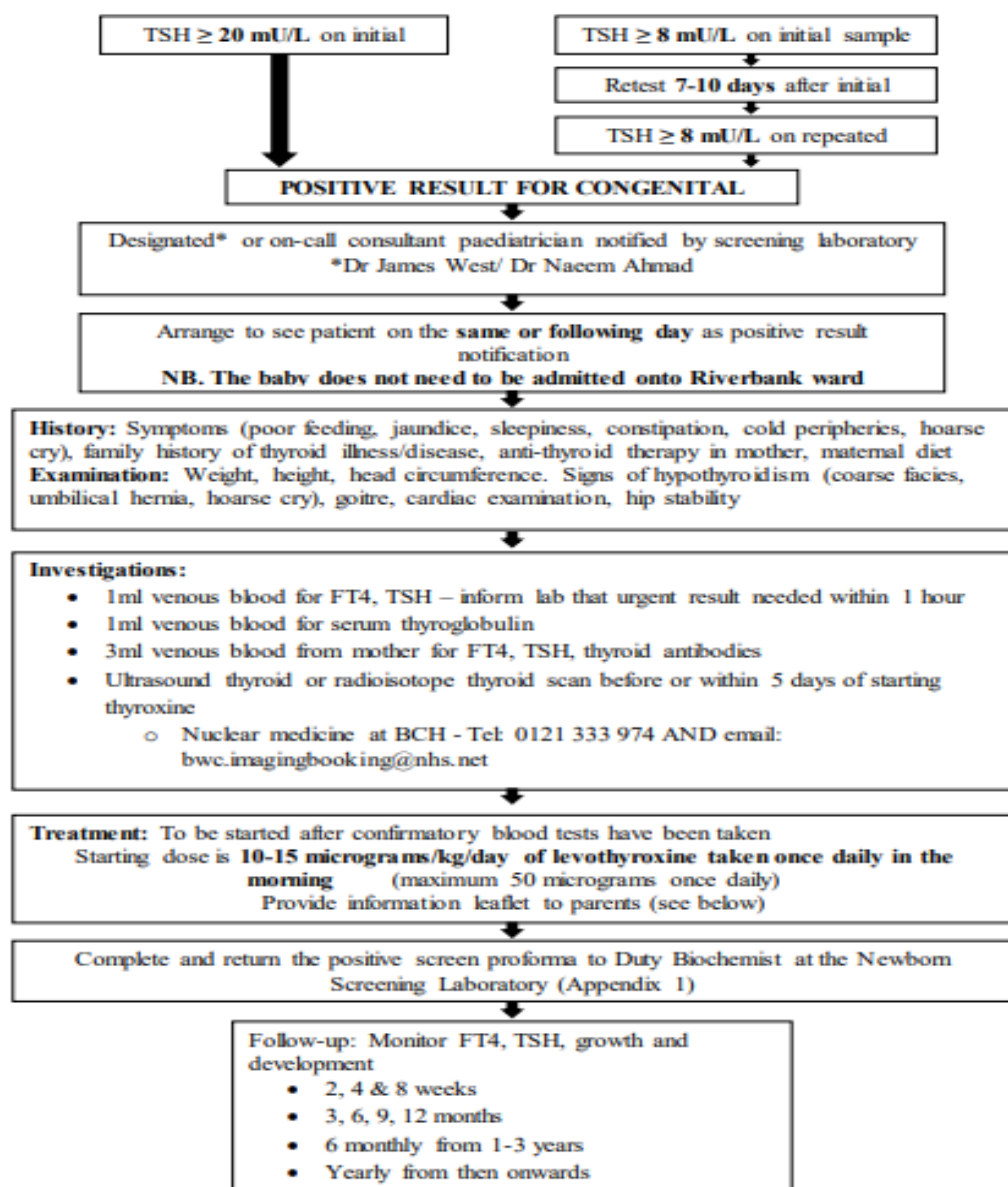 TSH ≥ 20 mU/L on initial
TSH ≥ 8 mU/L on initial sample
Retest 7-10 days after initial
TSH ≥ 8 mU/L on repeated
POSITIVE RESULT FOR CONGENITAL
Designated* or on-call consultant paediatrician notified by screening laboratory
*Dr James West/ Dr Naeem Ahmad
Arrange to see patient on the same or following day as positive result
notification
NB. The baby does not need to be admitted onto Riverbank ward
History: Symptoms (poor feeding, jaundice, sleepiness, constipation, cold peripheries, hoarse
cry), family history of thyroid illness/disease, anti-thyroid therapy in mother, maternal diet
Examination: Weight, height, head circumference. Signs of hypothyroidism (coarse facies,
umbilical hernia, hoarse cry), goitre, cardiac examination, hip stability
Investigations:
• 1ml venous blood for FT4, TSH – inform lab that urgent result needed within 1 hour
• 1ml venous blood for serum thyroglobulin
• 3ml venous blood from mother for FT4, TSH, thyroid antibodies
• Ultrasound thyroid or radioisotope thyroid scan before or within 5 days of starting
thyroxine
o Nuclear medicine at BCH - Tel: 0121 333 974 AND email:
bwc.imagingbooking@nhs.net
Treatment: To be started after confirmatory blood tests have been taken
Starting dose is 10-15 micrograms/kg/day of levothyroxine taken once daily in the
morning (maximum 50 micrograms once daily)
Provide information leaflet to parents (see below)
Complete and return the positive screen proforma to Duty Biochemist at the Newborn
Screening Laboratory (Appendix 1)
Follow-up: Monitor FT4, TSH, growth and
development
• 2, 4 & 8 weeks
• 3, 6, 9, 12 months
• 6 monthly from 1-3 years
• Yearly from then onwards